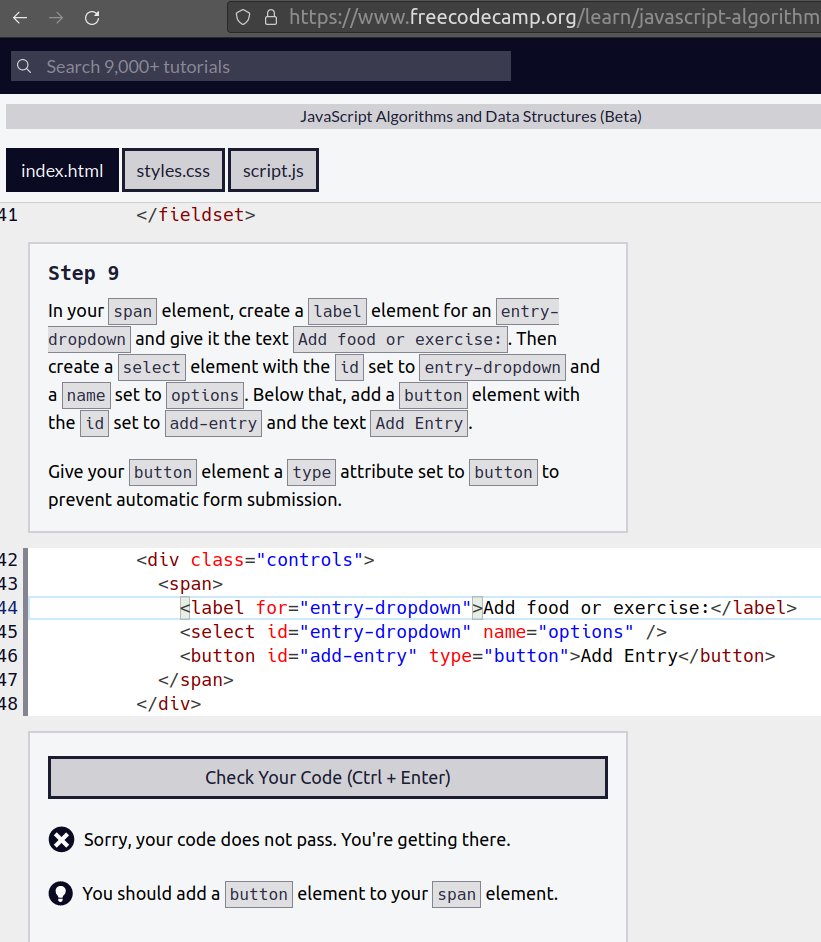 https://www.freecodecamp.org/learn/javascript-algorithm
Search 9,000+ tutorials
JavaScript Algorithms and Data Structures (Beta)
index.html styles.css script.js
41 </fieldset>
Step 9
In your span element, create a label element for an entry-
dropdown and give it the text Add food or exercise:. Then
create a select element with the id set to entry-dropdown and
a name set to options. Below that, add a button element with
the id set to add-entry and the text Add Entry.
Give your button element a type attribute set to button to
prevent automatic form submission.
42 <div class="controls">
43 <span>
44 <label for="entry-dropdown">Add food or exercise:</label>
45 <select id="entry-dropdown" name="options" />
46 <button id="add-entry" type="button">Add Entry</button>
47 </span>
48 </div>
Check Your Code (Ctrl + Enter)
Sorry, your code does not pass. You're getting there.
You should add a button element to your span element.